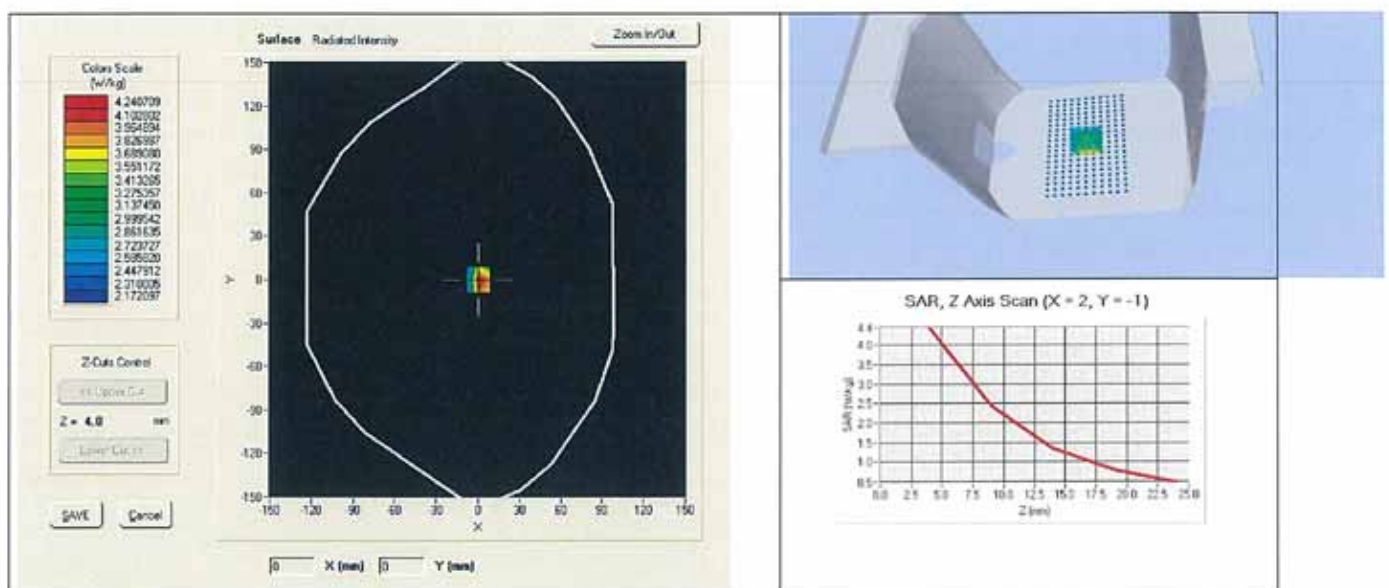 Surface Radiated Intensity
Zoom In/Out
Colors Scale
(W/kg)
4.240709
4.102802
3.964894
3.826987
3.689080
3.551172
3.413265
3.275357
3.137450
2.999542
2.861635
2.723727
2.585820
2.447912
2.310005
2.172097
150
120
90
60
30
0
-30
-60
-90
-120
-150
Y
-150 -120 -90 -60 -30 0 30 60 90 120 150
X
Z-Cuts Control
Z = 4.0 mm
SAVE
Cancel
0 X (mm) 0 Y (mm)
SAR, Z Axis Scan (X = 2, Y = -1)
SAR (W/kg)
4.4
4.0
3.5
3.0
2.5
2.0
1.5
1.0
0.5
0.0 2.5 5.0 7.5 10.0 12.5 15.0 17.5 20.0 22.5 25.0
Z (mm)